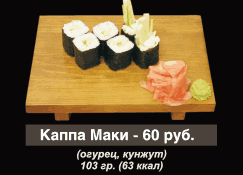 Каппа Маки - 60 руб.
(огурец, кунжут)
103 гр. (63 ккал)